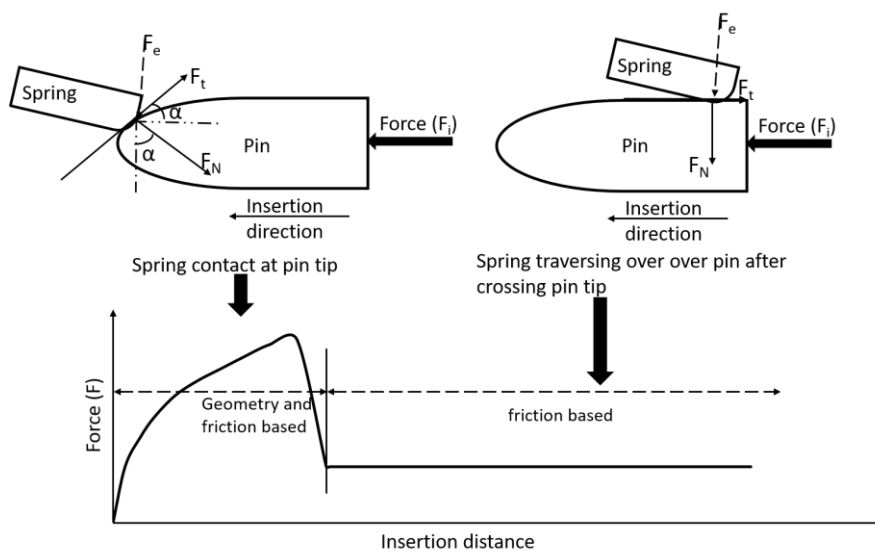 Fe
Spring
Ft
α
α
FN
Pin
Force (Fi)
Insertion
direction
Spring contact at pin tip
Fe
Spring
Ft
Force (Fi)
Pin
FN
Insertion
direction
Spring traversing over over pin after
crossing pin tip
Force (F)
Geometry and
friction based
friction based
Insertion distance